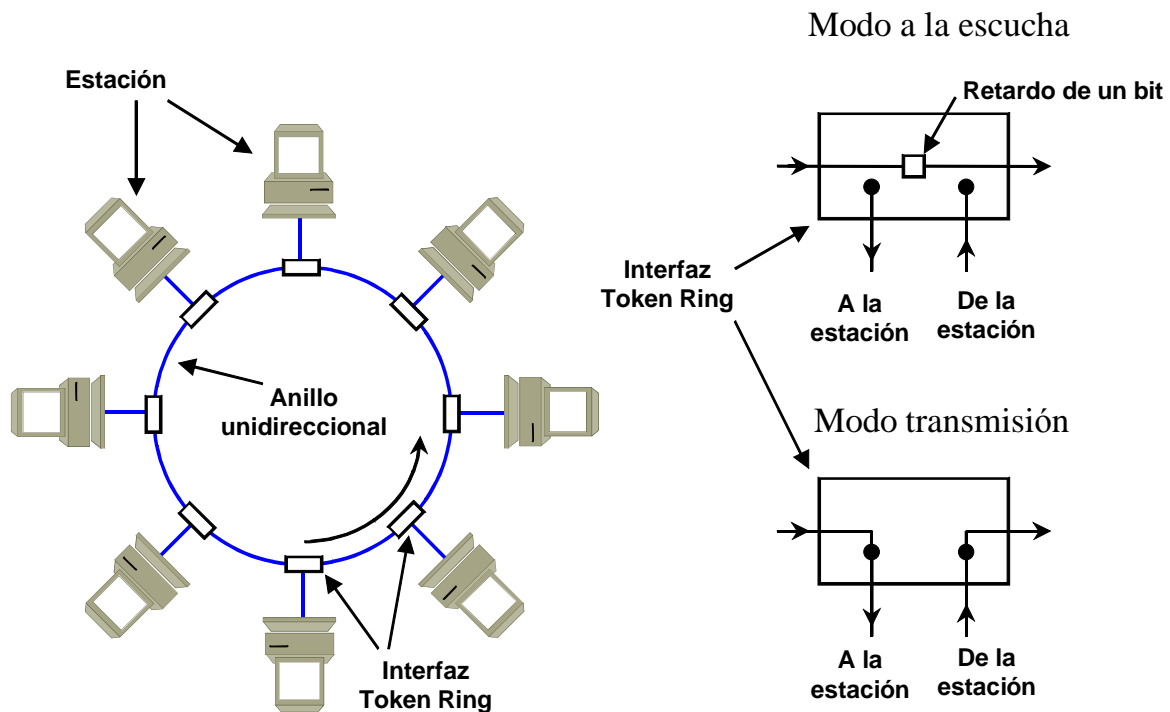 Modo a la escucha
Estación
Retardo de un bit
Interfaz
Token Ring
A la
estación
De la
estación
Anillo
unidireccional
Modo transmisión
Interfaz
Token Ring
A la
estación
De la
estación